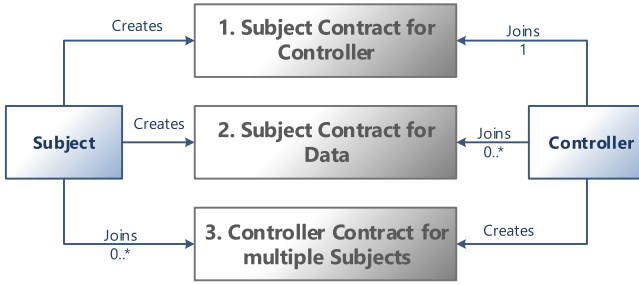 Creates
1. Subject Contract for
Controller
Joins
1
Subject
Creates
2. Subject Contract for
Data
Joins
0..*
Controller
Joins
0..*
3. Controller Contract for
multiple Subjects
Creates